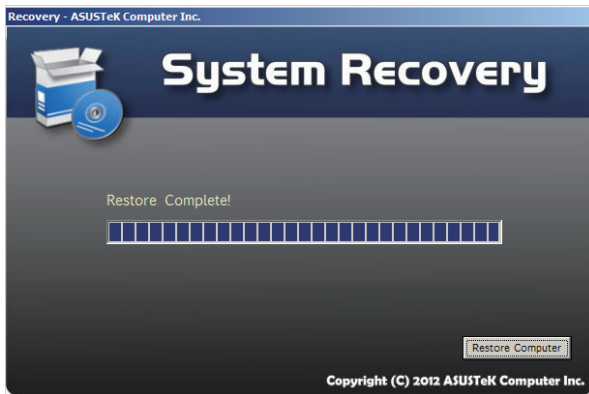 Recovery - ASUSTeK Computer Inc.
System Recovery
Restore Complete!
Restore Computer
Copyright (C) 2012 ASUSTeK Computer Inc.